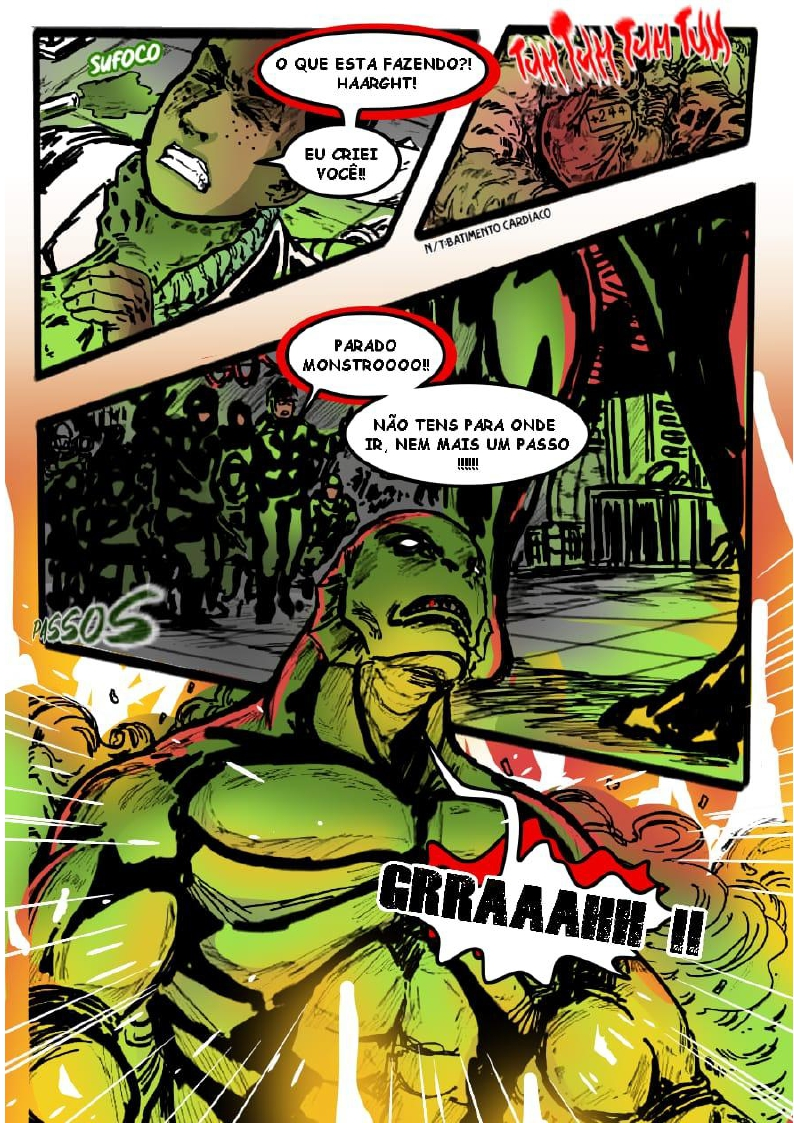 SUFOCO
O QUE ESTA FAZENDO?!
HAARGHT!
EU CRIEI
VOCÊ!!
TUM TUM TUM TUM
+244
N/T:BATIMENTO CARDIACO
PARADO
MONSTROOOO!!
NÃO TENS PARA ONDE
IR, NEM MAIS UM PASSO
!!!!!!
PASSOS
GRRAAAHH !!